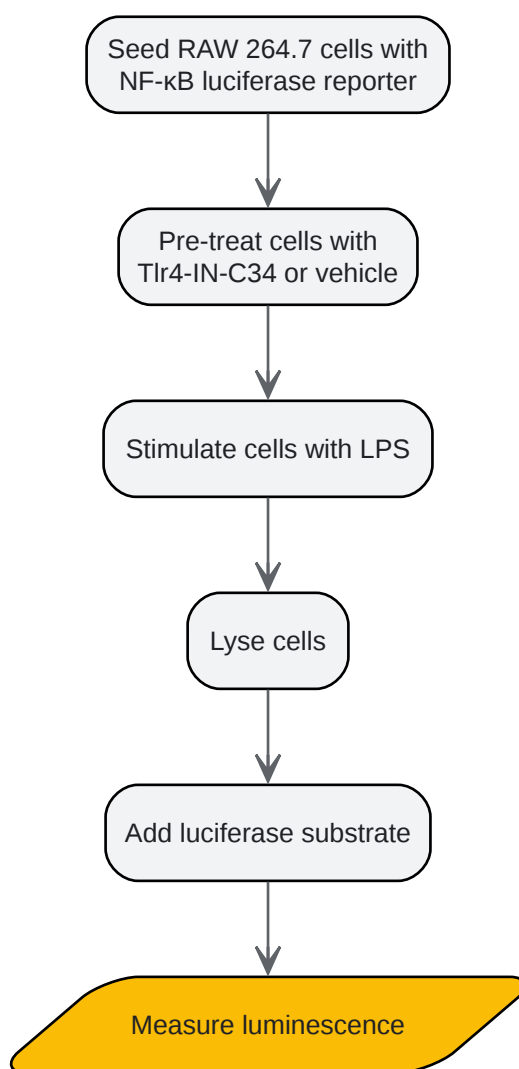 Seed RAW 264.7 cells with
NF-κB luciferase reporter
Pre-treat cells with
Tlr4-IN-C34 or vehicle
Stimulate cells with LPS
Lyse cells
Add luciferase substrate
Measure luminescence